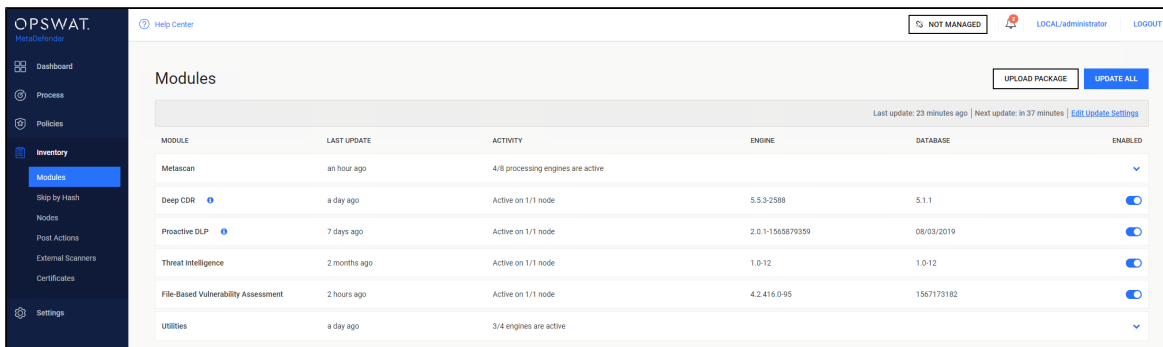 OPSWAT.
MetaDefender
Help Center
NOT MANAGED
2
LOCAL/administrator
LOGOUT
Dashboard
Process
Policies
Inventory
Modules
Skip by Hash
Nodes
Post Actions
External Scanners
Certificates
Settings
Modules
UPLOAD PACKAGE
UPDATE ALL
Last update: 23 minutes ago | Next update: in 37 minutes | Edit Update Settings
MODULE LAST UPDATE ACTIVITY ENGINE DATABASE ENABLED
Metascan an hour ago 4/8 processing engines are active
Deep CDR a day ago Active on 1/1 node 5.5.3-2588 5.1.1
Proactive DLP 7 days ago Active on 1/1 node 2.0.1-1565879359 08/03/2019
Threat Intelligence 2 months ago Active on 1/1 node 1.0-12 1.0-12
File-Based Vulnerability Assessment 2 hours ago Active on 1/1 node 4.2.416.0-95 1567173182
Utilities a day ago 3/4 engines are active